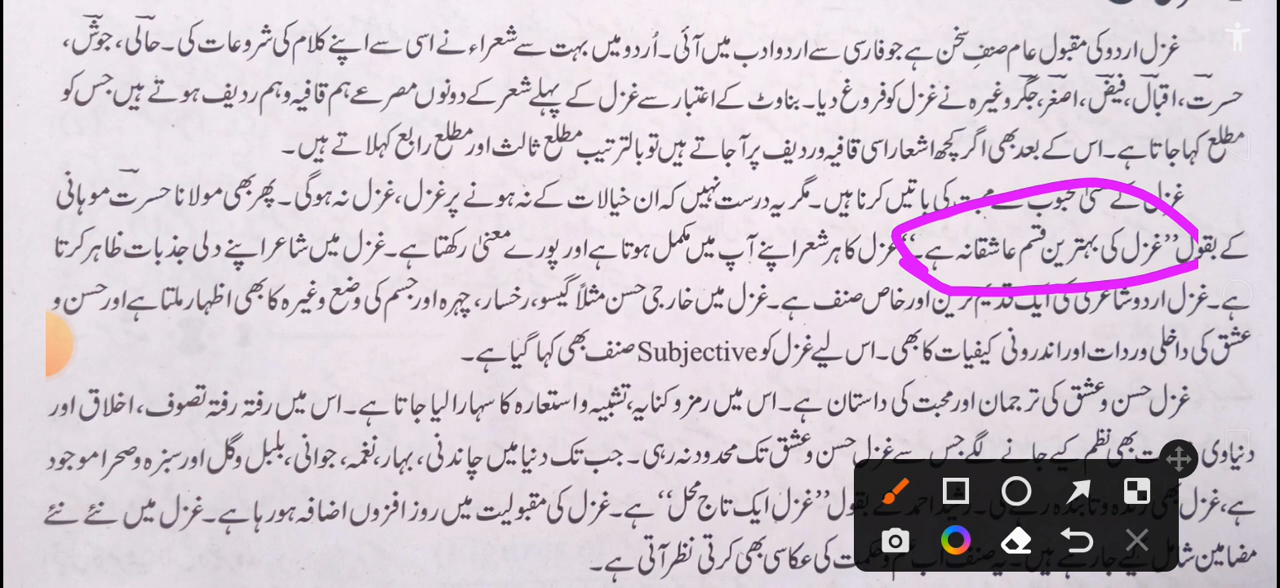 غزل اردو کی مقبول عام صنف سخن ہے جو فارسی سے اردو ادب میں آئی۔ اُردو میں بہت سے شعراء نے اسی سے اپنے کلام کی شروعات کی۔ حالیؔ، جوشؔ،
حسرتؔ، اقبالؔ، فیضؔ، اصغرؔ، جگرؔ وغیرہ نے غزل کو فروغ دیا۔ بناوٹ کے اعتبار سے غزل کے پہلے شعر کے دونوں مصرعے ہم قافیہ و ہم ردیف ہوتے ہیں جس کو
مطلع کہا جاتا ہے۔ اس کے بعد بھی اگر کچھ اشعار اسی قافیہ و ردیف پر آجاتے ہیں تو بالترتیب مطلع ثالث اور مطلع رابع کہلاتے ہیں۔
غزل کے معنی محبوب سے محبت کی باتیں کرنا ہیں۔ مگر یہ درست نہیں کہ ان خیالات کے نہ ہونے پر غزل، غزل نہ ہوگی۔ پھر بھی مولانا حسرتؔ موہانی
کے بقول ’’غزل کی بہترین قسم عاشقانہ ہے۔‘‘ غزل کا ہر شعر اپنے آپ میں مکمل ہوتا ہے اور پورے معنی رکھتا ہے۔ غزل میں شاعر اپنے دلی جذبات ظاہر کرتا
ہے۔ غزل اردو شاعری کی ایک قدیم ترین اور خاص صنف ہے۔ غزل میں خارجی حسن مثلاً گیسو، رخسار، چہرہ اور جسم کی وضع وغیرہ کا بھی اظہار ملتا ہے اور حسن و
عشق کی داخلی وردات اور اندرونی کیفیات کا بھی۔ اس لیے غزل کو Subjective صنف بھی کہا گیا ہے۔
غزل حسن و عشق کی ترجمان اور محبت کی داستان ہے۔ اس میں رمز و کنایہ، تشبیہ و استعارہ کا سہارا لیا جاتا ہے۔ اس میں رفتہ رفتہ تصوف، اخلاق اور
دنیاوی بھی نظم کیے جانے لگے جس سے غزل حسن و عشق تک محدود نہ رہی۔ جب تک دنیا میں چاندنی، بہار، نغمہ، جوانی، بلبل و گل اور سبزہ و صحرا موجود
ہے، غزل بھی زندہ و تابندہ رہے گی۔ رشید احمد کے بقول ’’غزل ایک تاج محل‘‘ ہے۔ غزل کی مقبولیت میں روز افزوں اضافہ ہو رہا ہے۔ غزل میں نئے نئے
مضامین شامل کیے جا رہے ہیں۔ یہ صنف اب علم و حکمت کی عکاسی بھی کرتی نظر آتی ہے۔